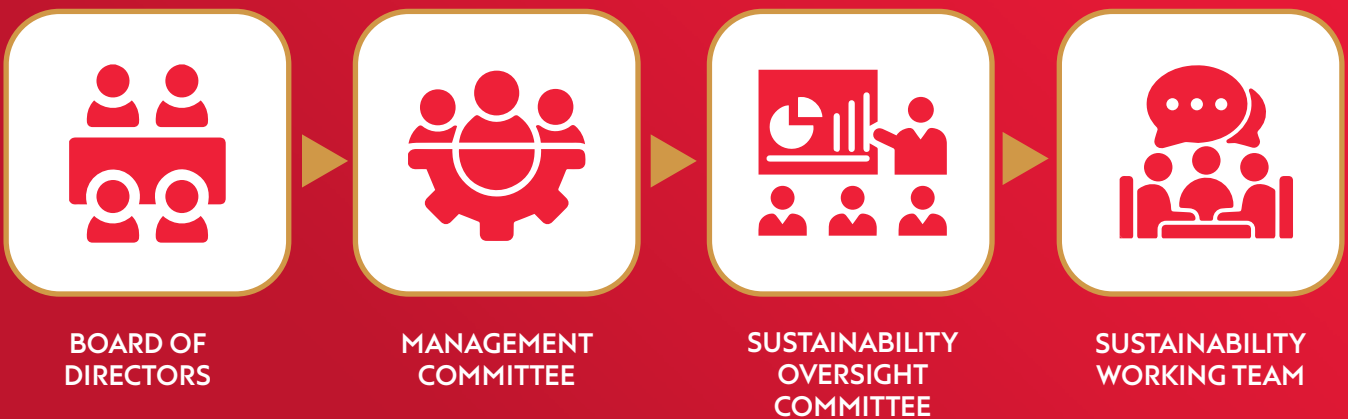 BOARD OF
DIRECTORS
MANAGEMENT
COMMITTEE
SUSTAINABILITY
OVERSIGHT
COMMITTEE
SUSTAINABILITY
WORKING TEAM